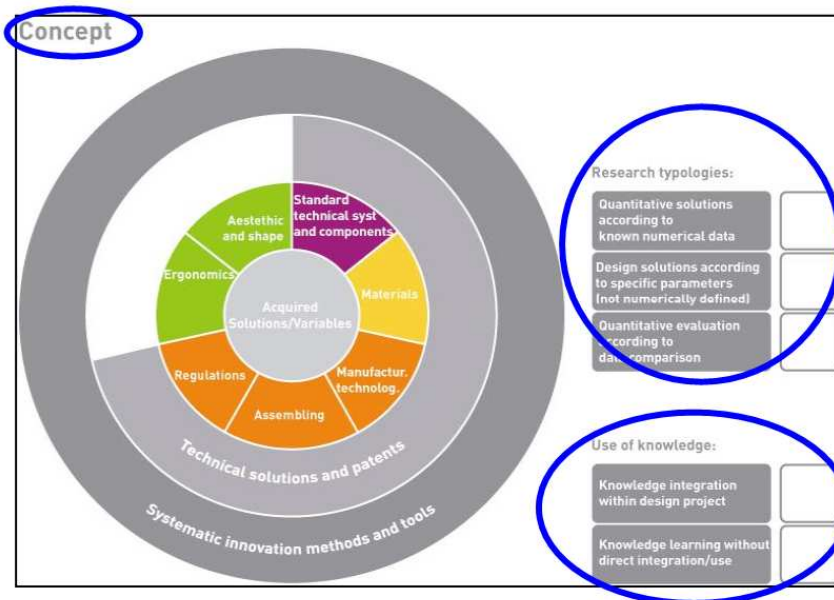 Concept
Aestethic
and shape
Standard
technical syst
and components
Ergonomics
Acquired
Solutions/Variables
Materials
Regulations
Assembling
Manufactur.
technolog.
Technical solutions and patents
Systematic innovation methods and tools
Research typologies:
Quantitative solutions
according to
known numerical data
Design solutions according
to specific parameters
(not numerically defined)
Quantitative evaluation
according to
data comparison
Use of knowledge:
Knowledge integration
within design project
Knowledge learning without
direct integration/use